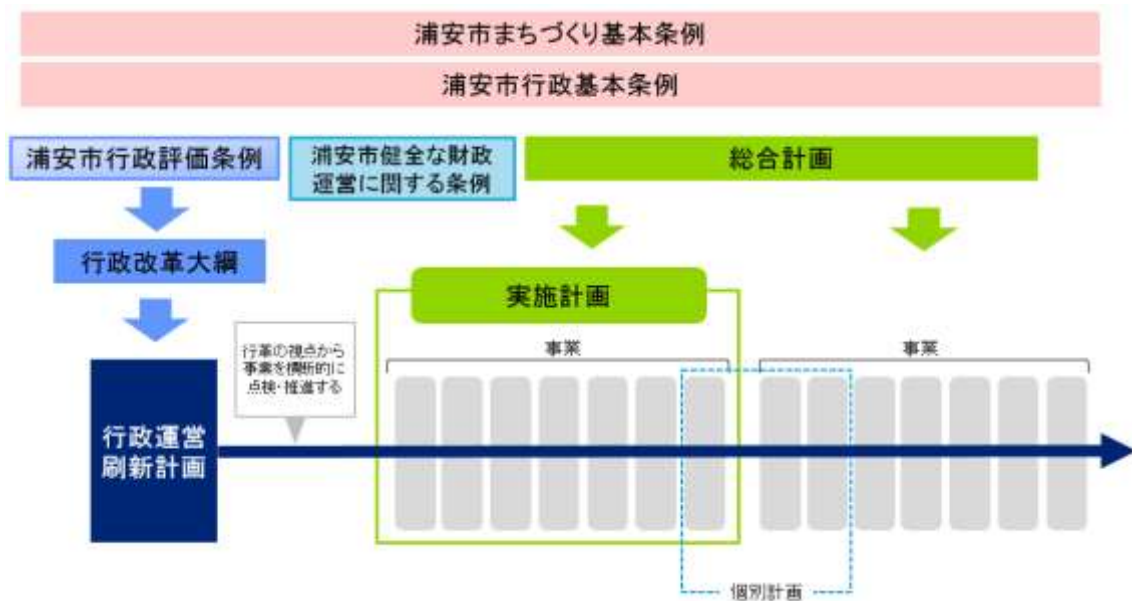 浦安市まちづくり基本条例
浦安市行政基本条例
浦安市行政評価条例
浦安市健全な財政
運営に関する条例
総合計画
行政改革大綱
実施計画
行革の視点から
事業を横断的に
点検・推進する
事業
事業
行政運営
刷新計画
個別計画